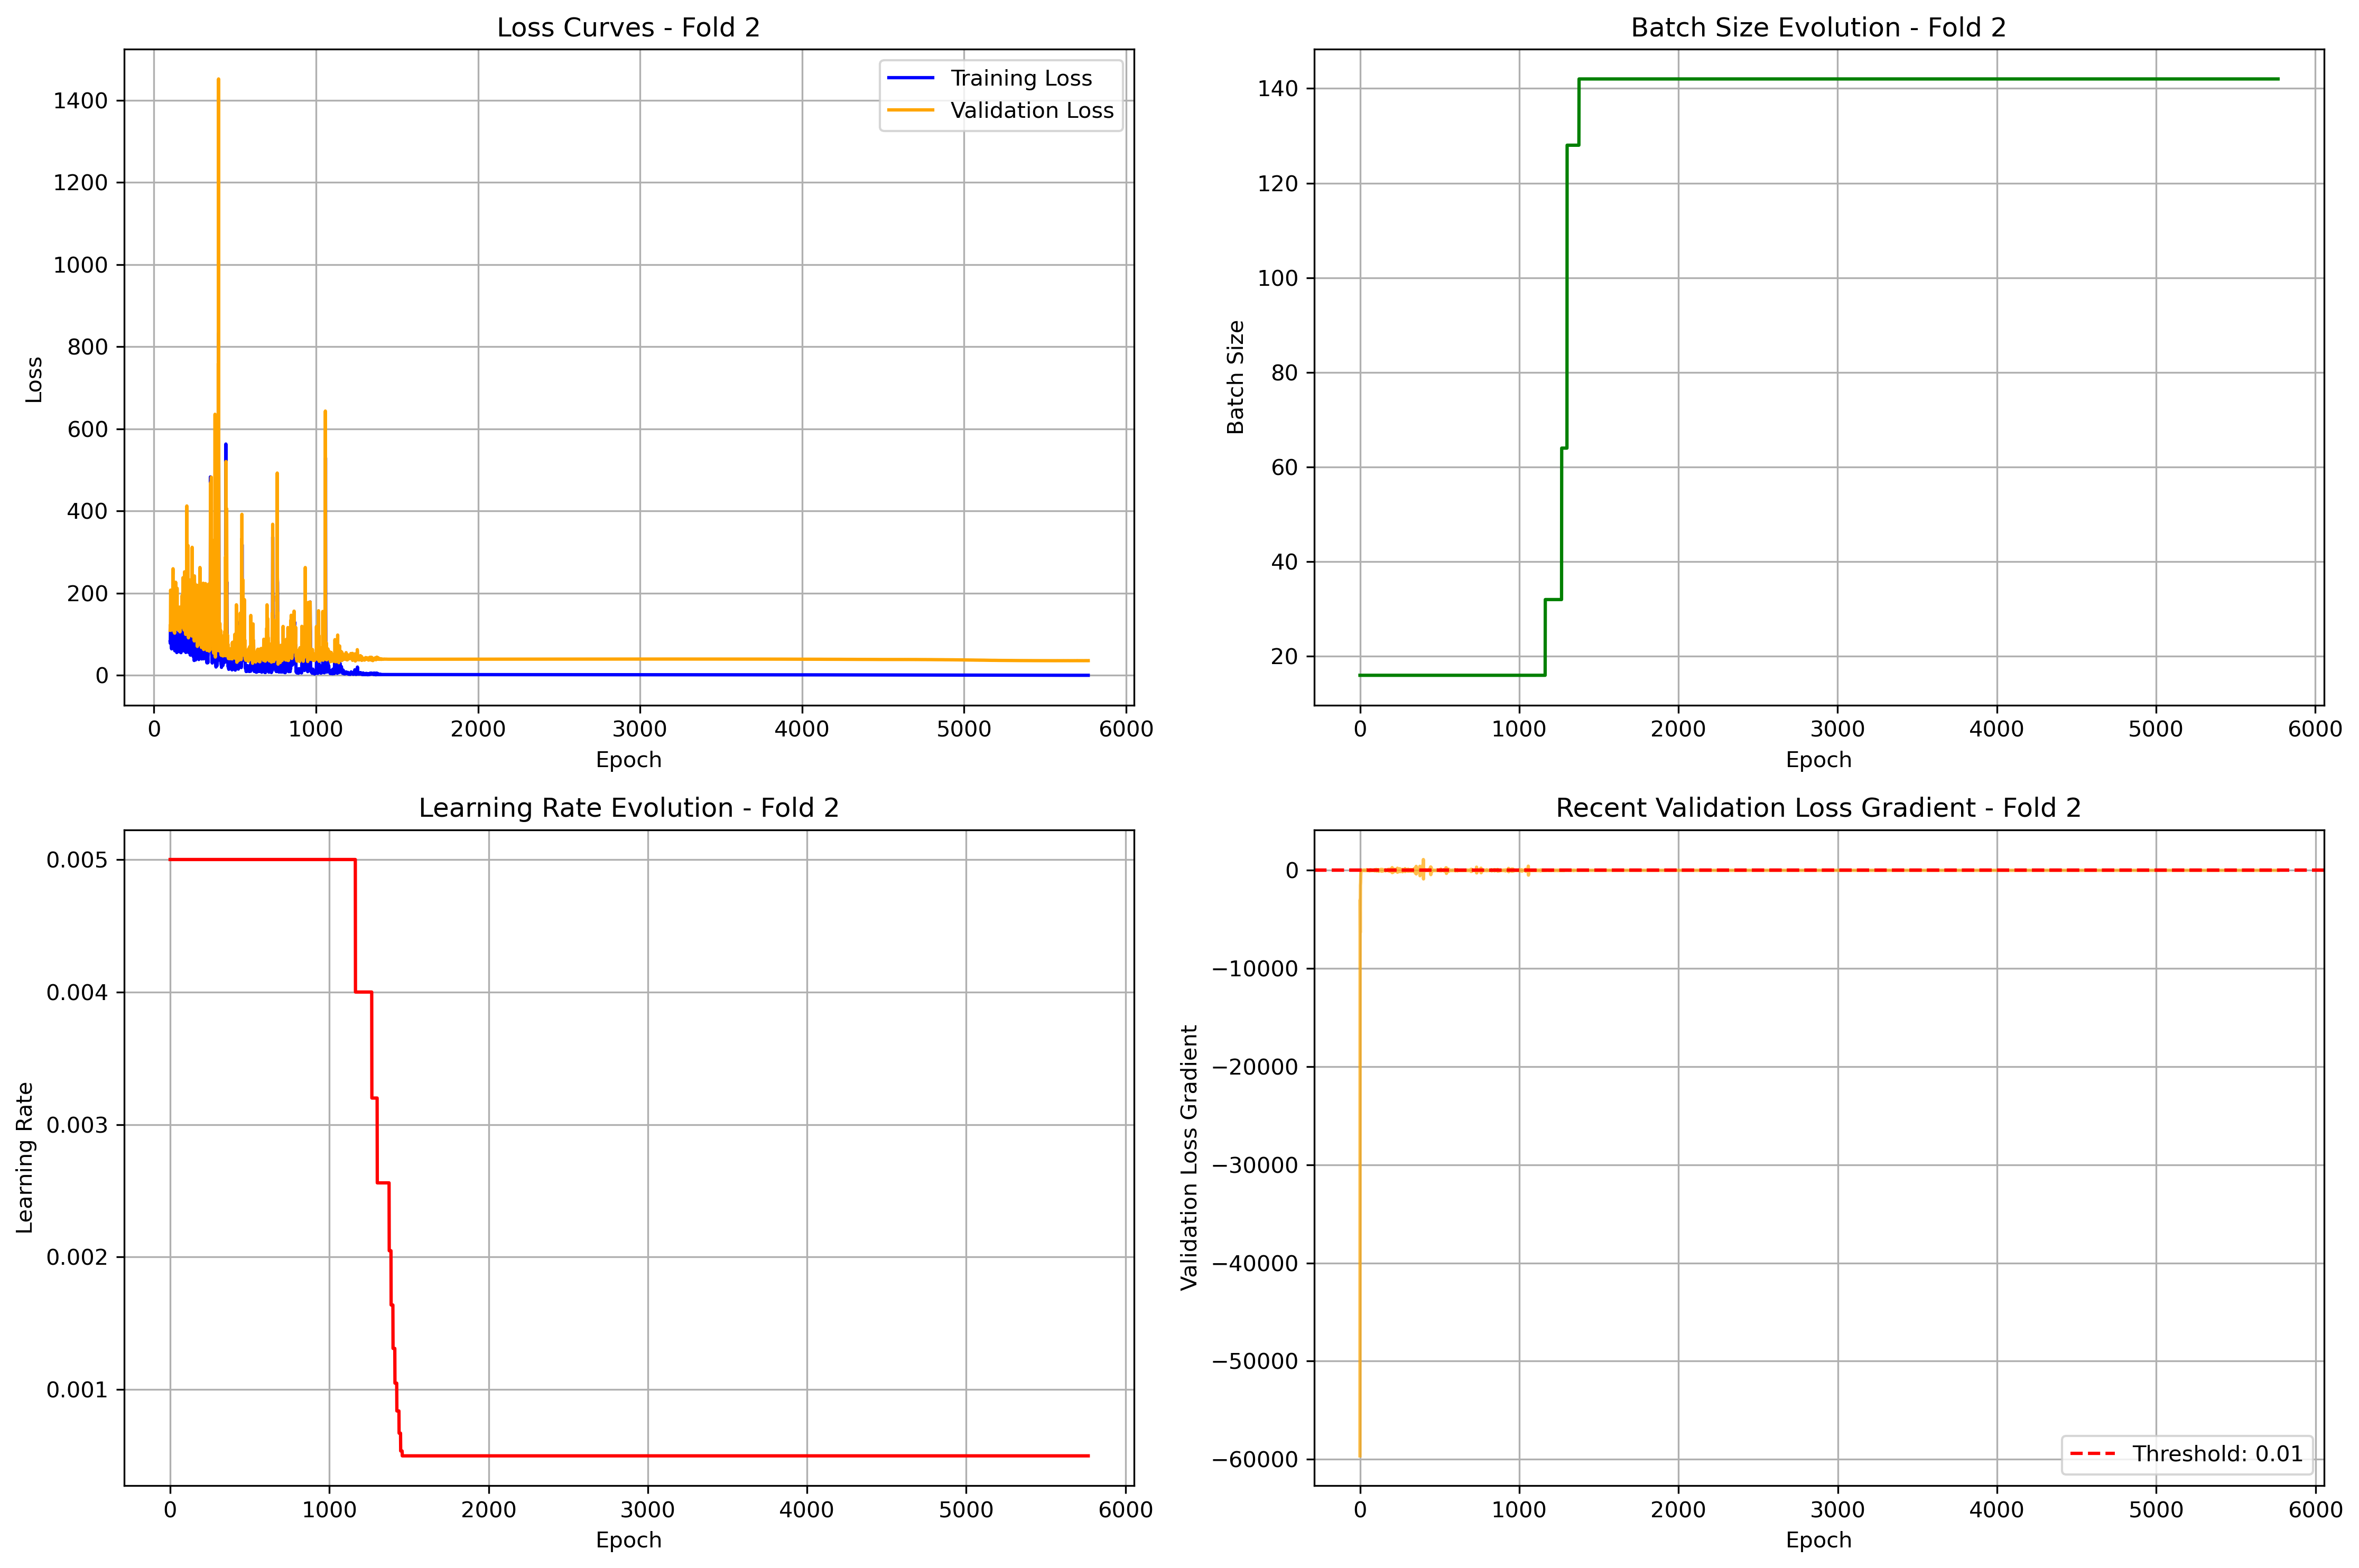 Loss Curves - Fold 2
1400
1200
1000
800
600
400
200
0
Loss
Training Loss
Validation Loss
0 1000 2000 3000 4000 5000 6000
Epoch
Batch Size Evolution - Fold 2
140
120
100
80
60
40
20
Batch Size
0 1000 2000 3000 4000 5000 6000
Epoch
Learning Rate Evolution - Fold 2
0.005
0.004
0.003
0.002
0.001
Learning Rate
0 1000 2000 3000 4000 5000 6000
Epoch
Recent Validation Loss Gradient - Fold 2
0
−10000
−20000
−30000
−40000
−50000
−60000
Validation Loss Gradient
Threshold: 0.01
0 1000 2000 3000 4000 5000 6000
Epoch